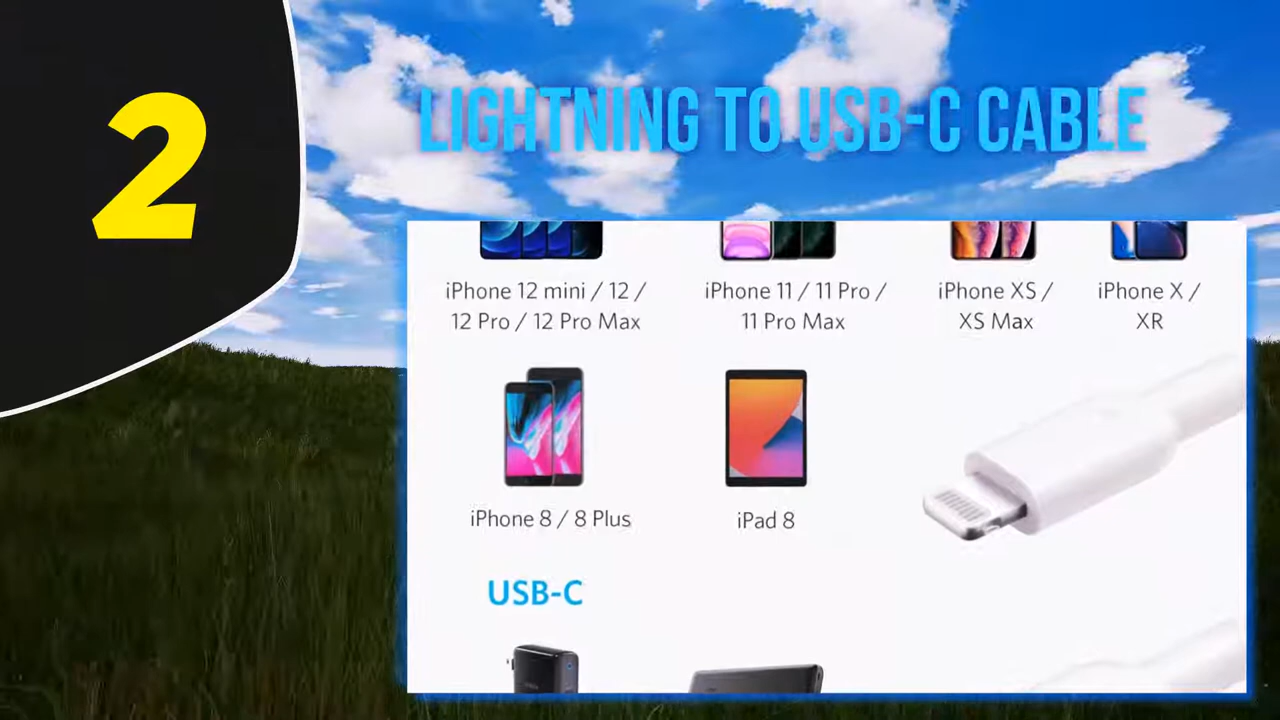 2
LIGHTNING TO USB-C CABLE
iPhone 12 mini / 12 /
12 Pro / 12 Pro Max
iPhone 11 / 11 Pro /
11 Pro Max
iPhone XS /
XS Max
iPhone X /
XR
iPhone 8 / 8 Plus
iPad 8
USB-C